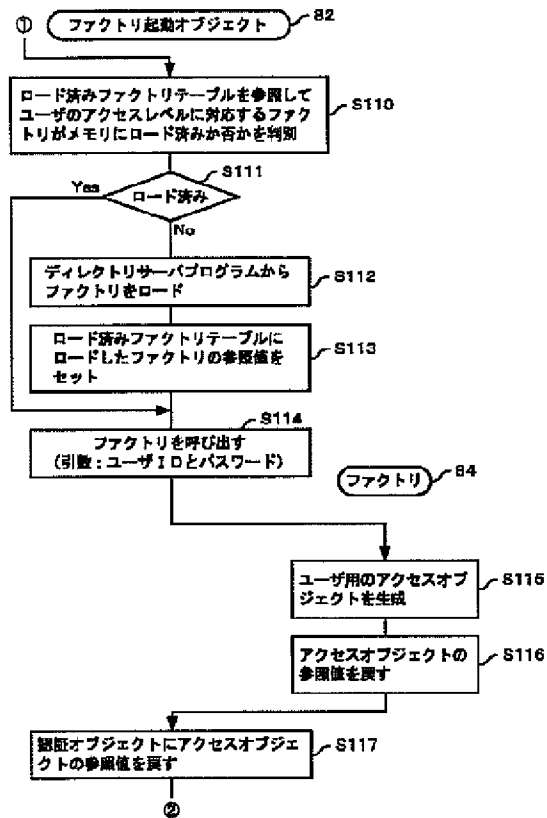 ① ファクトリ起動オブジェクト 82
ロード済みファクトリテーブルを参照して
ユーザのアクセスレベルに対応するファク
トリがメモリにロード済みか否かを判別
S110
S111
Yes
ロード済み
No
ディレクトリサーバプログラムから
ファクトリをロード
S112
ロード済みファクトリテーブルに
ロードしたファクトリの参照値を
セット
S113
S114
ファクトリを呼び出す
(引数:ユーザIDとパスワード)
ファクトリ 84
ユーザ用のアクセスオブ
ジェクトを生成
S115
アクセスオブジェクトの
参照値を戻す
S116
認証オブジェクトにアクセスオブジェ
クトの参照値を戻す
S117
②